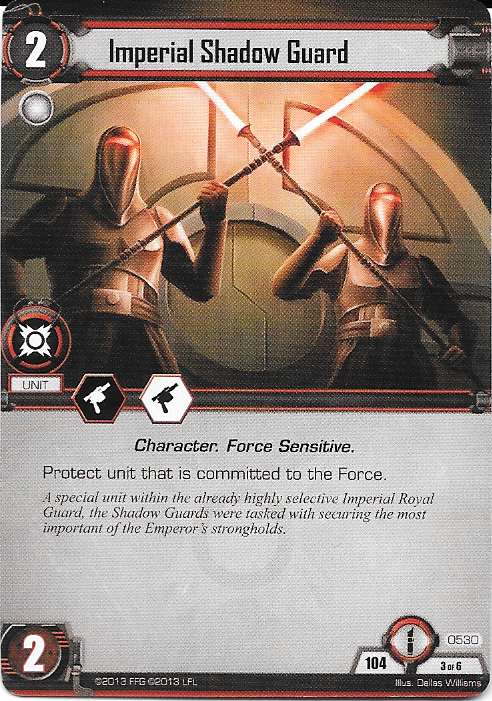 2
Imperial Shadow Guard
UNIT
Character. Force Sensitive.
Protect unit that is committed to the Force.
A special unit within the already highly selective Imperial Royal
Guard, the Shadow Guards were tasked with securing the most
important of the Emperor's strongholds.
2
104
0530
3 OF 6
©2013 FFG ©2013 LFL
Illus. Dallas Williams